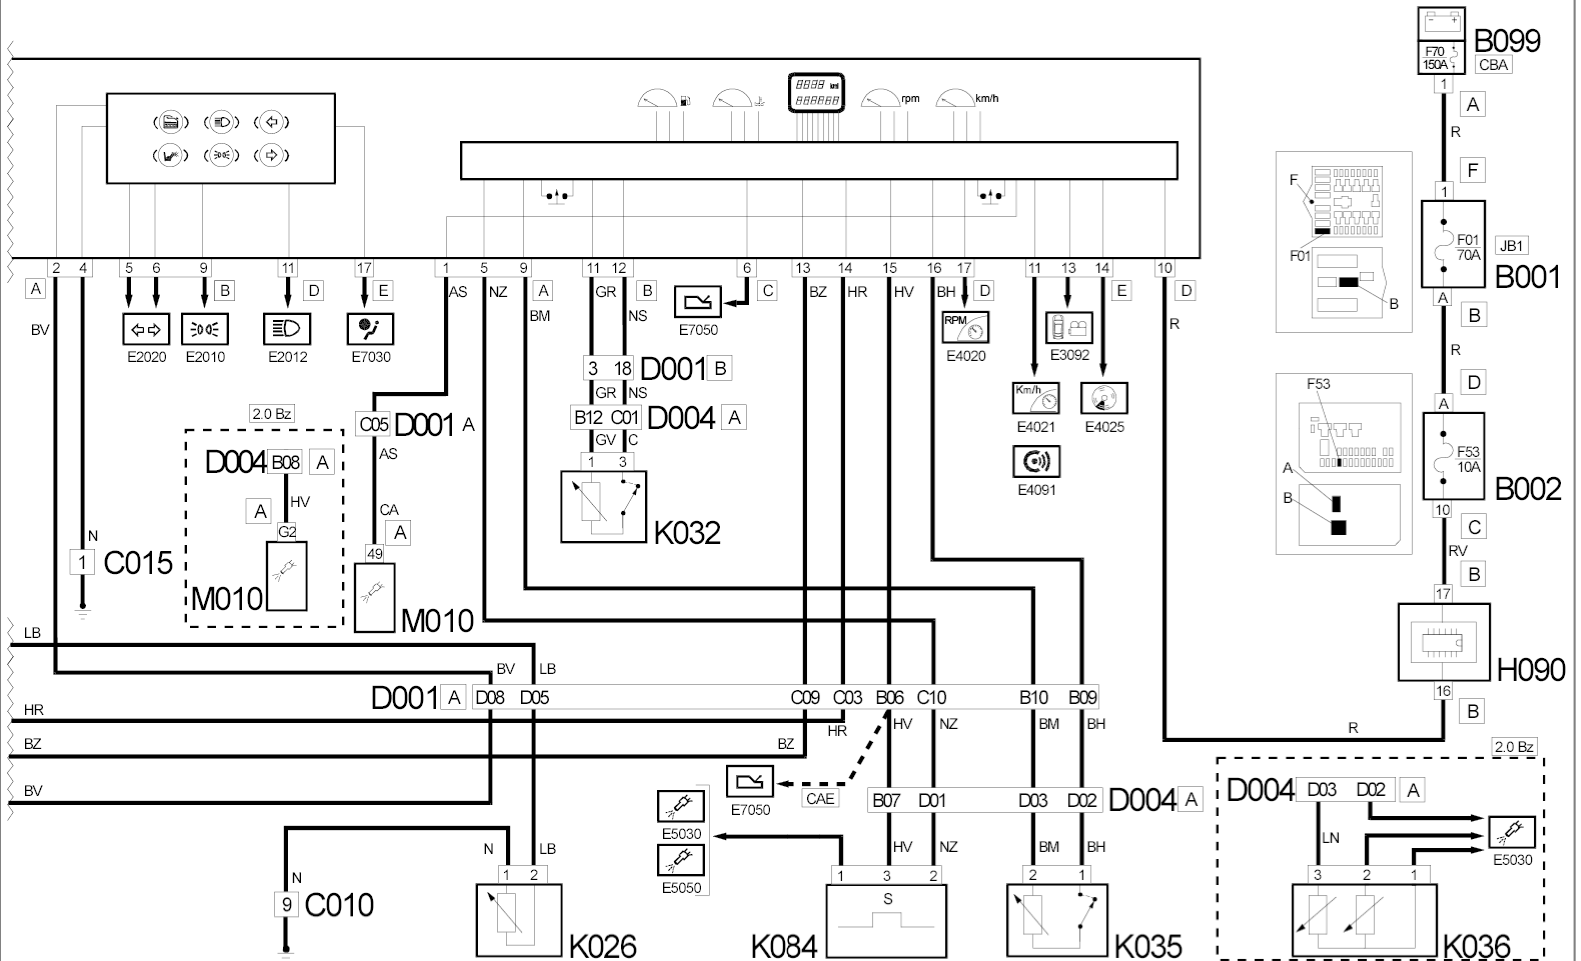 B099
F70
150A
CBA
1
A
R
F
1
F01
70A
JB1
B001
A
B
R
D
A
F53
10A
B002
10
C
RV
B
17
H090
16
B
R
F
F01
B
F53
A
B
rpm
km/h
2 4 5 6 9 11 17 1 5 9 11 12 6 13 14 15 16 17 11 13 14 10
A B D E AS NZ A GR B C BZ HR HV BH D E D
BV BM NS R
E2020 E2010 E2012 E7030 E7050
RPM
E4020
E3092
Km/h
E4021
E4025
E4091
3 18 D001 B
GR NS
B12 C01 D004 A
GV C
1 3
K032
2.0 Bz
D004 B08 A
HV
A
G2
M010
C05 D001 A
AS
CA
A
49
M010
N
1 C015
LB
BV LB
D001 A D08 D05 C09 C03 B06 C10 B10 B09
HR
HR HV NZ BM BH
BZ BZ
BV
E7050
CAE
B07 D01 D03 D02 D004 A
E5030
E5050
HV NZ BM BH
N LB
N
9 C010
1 2
K026
1 3 2
S
K084
2 1
K035
2.0 Bz
D004 D03 D02 A
LN
E5030
3 2 1
K036